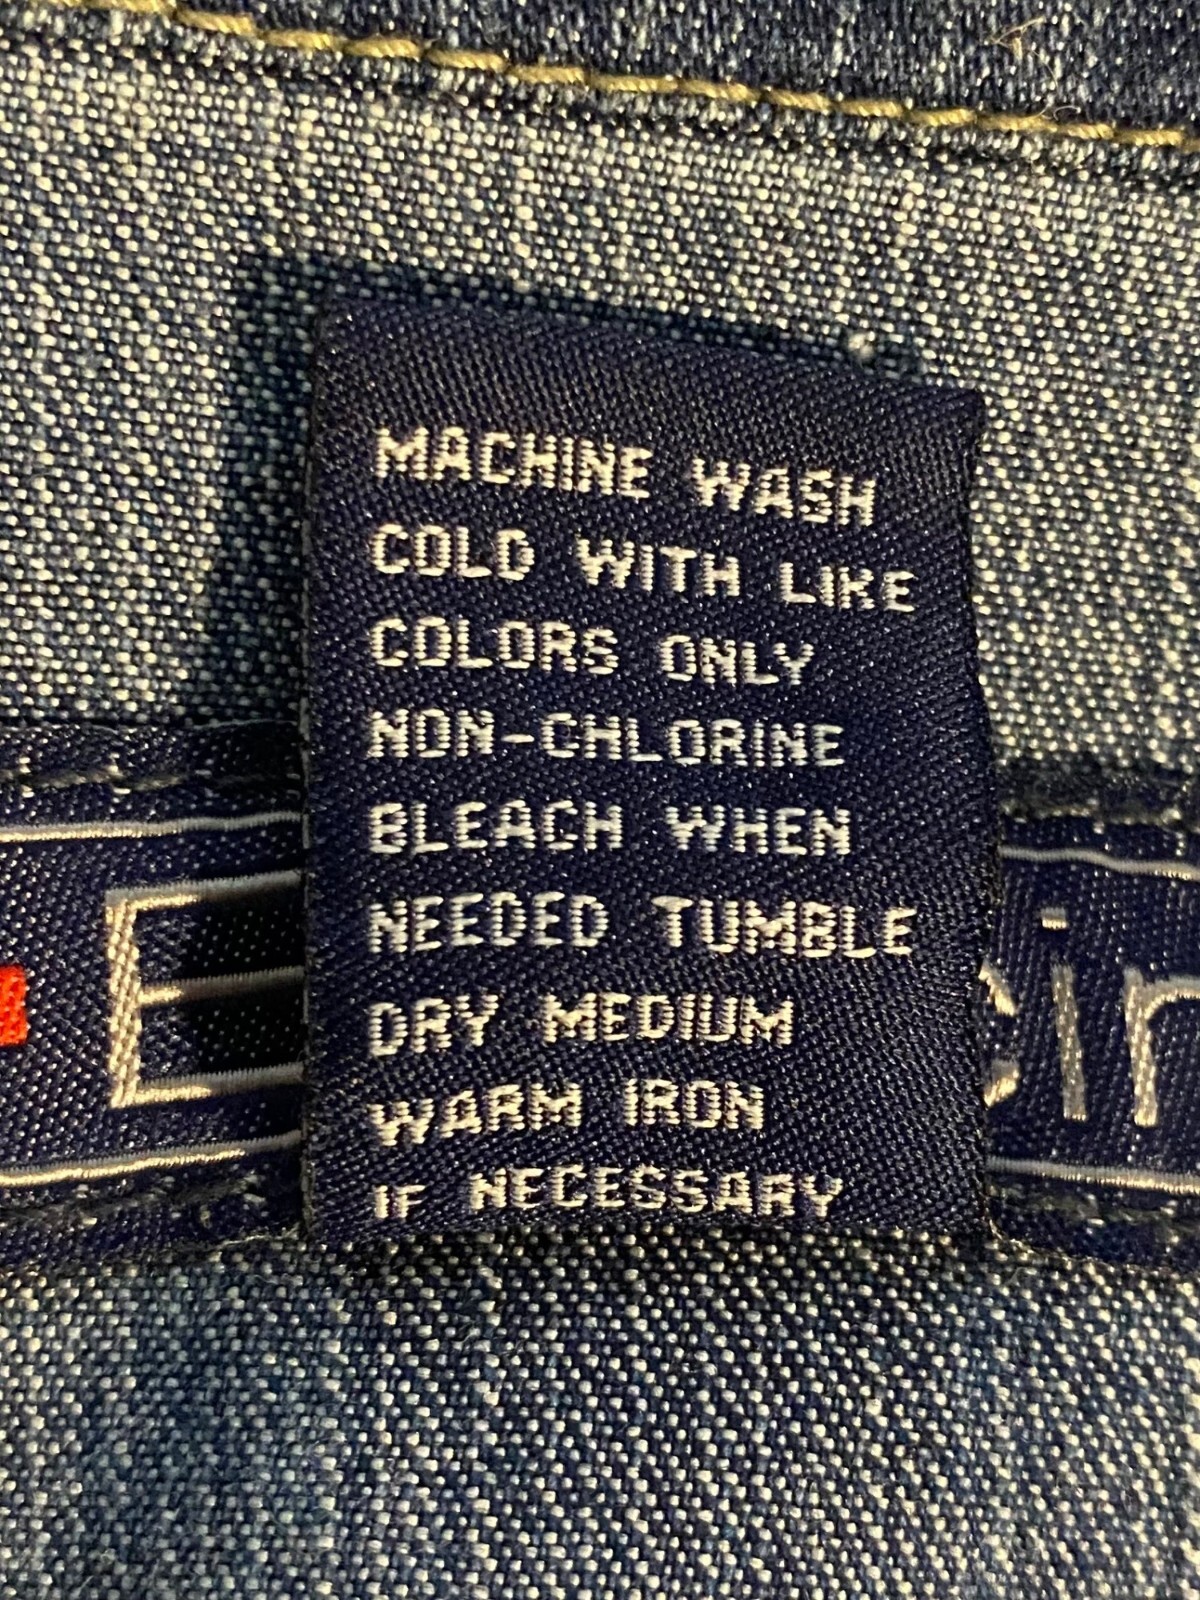 MACHINE WASH
COLD WITH LIKE
COLORS ONLY
NON-CHLORINE
BLEACH WHEN
NEEDED TUMBLE
DRY MEDIUM
WARM IRON
IF NECESSARY